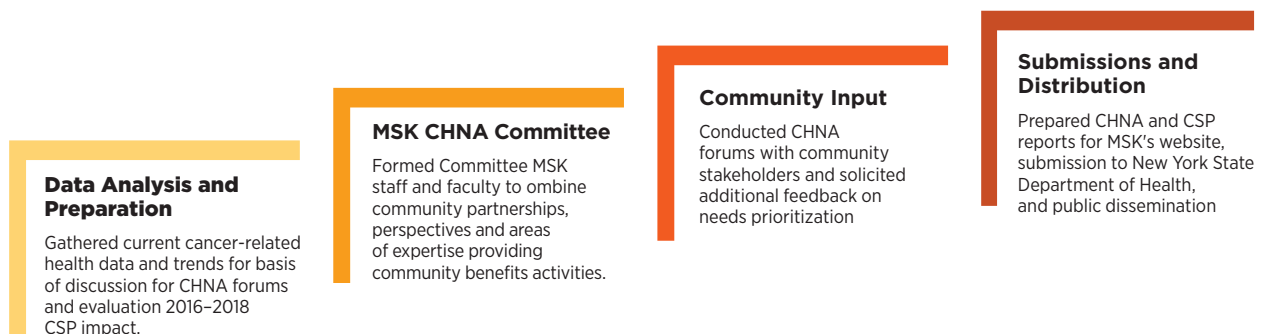 Data Analysis and
Preparation
Gathered current cancer-related
health data and trends for basis
of discussion for CHNA forums
and evaluation 2016–2018
CSP impact.
MSK CHNA Committee
Formed Committee MSK
staff and faculty to ombine
community partnerships,
perspectives and areas
of expertise providing
community benefits activities.
Community Input
Conducted CHNA
forums with community
stakeholders and solicited
additional feedback on
needs prioritization
Submissions and
Distribution
Prepared CHNA and CSP
reports for MSK's website,
submission to New York State
Department of Health,
and public dissemination